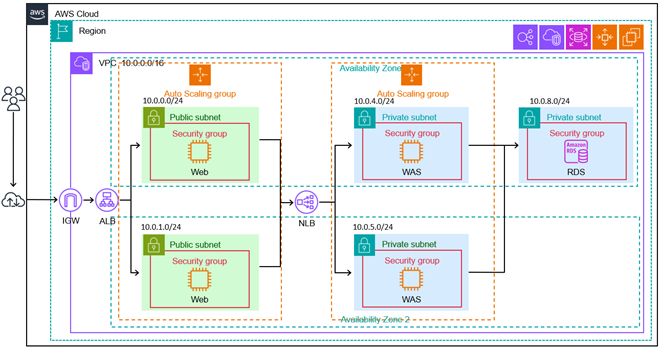 aws
AWS Cloud
Region
VPC 10.0.0.0/16
Availability Zone
Auto Scaling group
Auto Scaling group
10.0.0.0/24
10.0.4.0/24
10.0.8.0/24
Public subnet
Private subnet
Private subnet
Security group
Security group
Security group
Amazon
RDS
Web
WAS
RDS
IGW
ALB
NLB
10.0.1.0/24
10.0.5.0/24
Public subnet
Private subnet
Security group
Security group
Web
WAS
Availability Zone 2